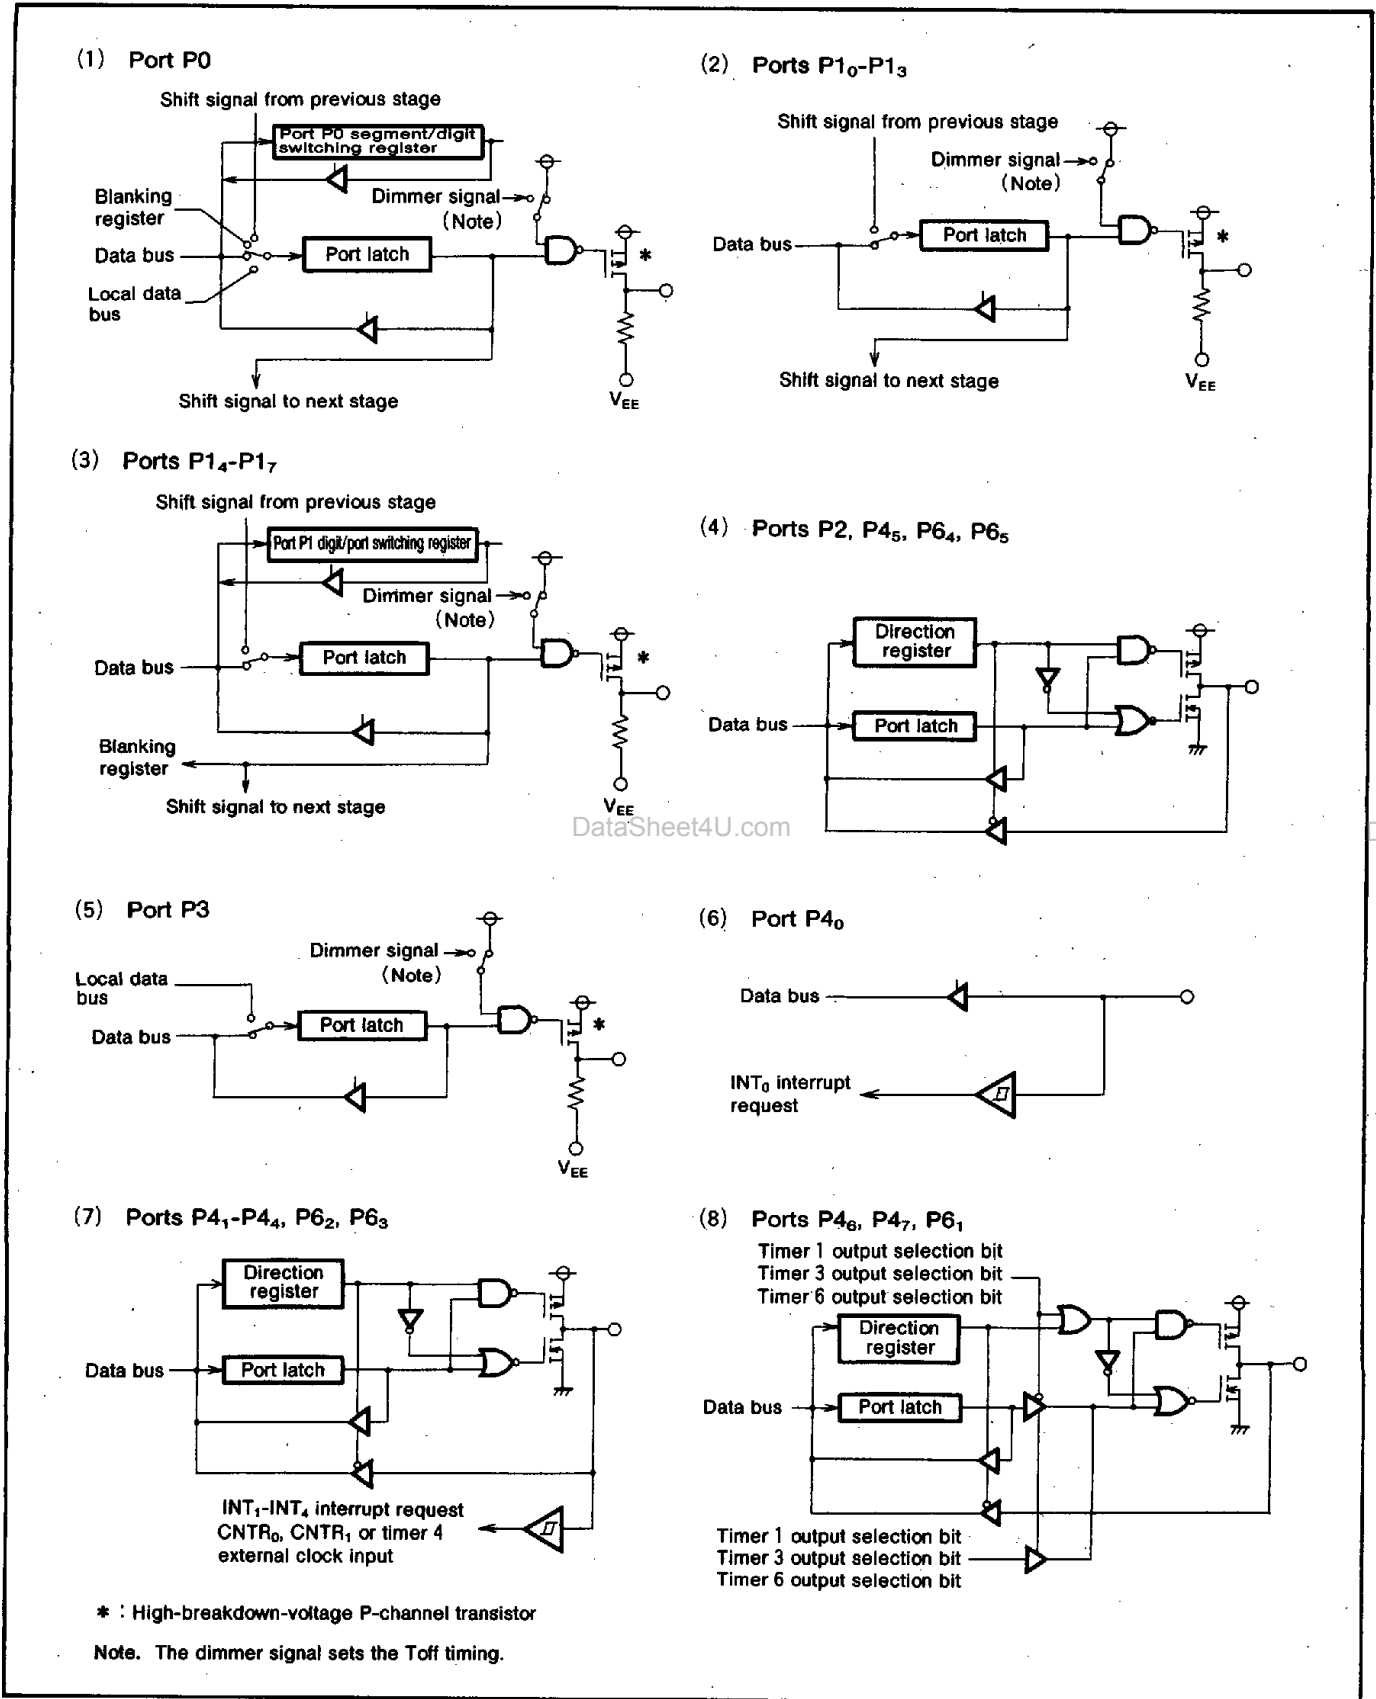 (1) Port P0
Shift signal from previous stage
Port P0 segment/digit
switching register
Blanking
register
Dimmer signal
(Note)
Data bus
Port latch
*
Local data
bus
Shift signal to next stage
VEE
(2) Ports P1₀-P1₃
Shift signal from previous stage
Dimmer signal
(Note)
Data bus
Port latch
*
Shift signal to next stage
VEE
(3) Ports P1₄-P1₇
Shift signal from previous stage
Port P1 digit/port switching register
Dimmer signal
(Note)
Data bus
Port latch
*
Blanking
register
Shift signal to next stage
VEE
(4) Ports P2, P4₅, P6₄, P6₅
Direction
register
Data bus
Port latch
DataSheet4U.com
(5) Port P3
Dimmer signal
(Note)
Local data
bus
Data bus
Port latch
*
VEE
(6) Port P4₀
Data bus
INT₀ interrupt
request
(7) Ports P4₁-P4₄, P6₂, P6₃
Direction
register
Data bus
Port latch
INT₁-INT₄ interrupt request
CNTR₀, CNTR₁ or timer 4
external clock input
(8) Ports P4₆, P4₇, P6₁
Timer 1 output selection bit
Timer 3 output selection bit
Timer 6 output selection bit
Direction
register
Data bus
Port latch
Timer 1 output selection bit
Timer 3 output selection bit
Timer 6 output selection bit
* : High-breakdown-voltage P-channel transistor
Note. The dimmer signal sets the Toff timing.